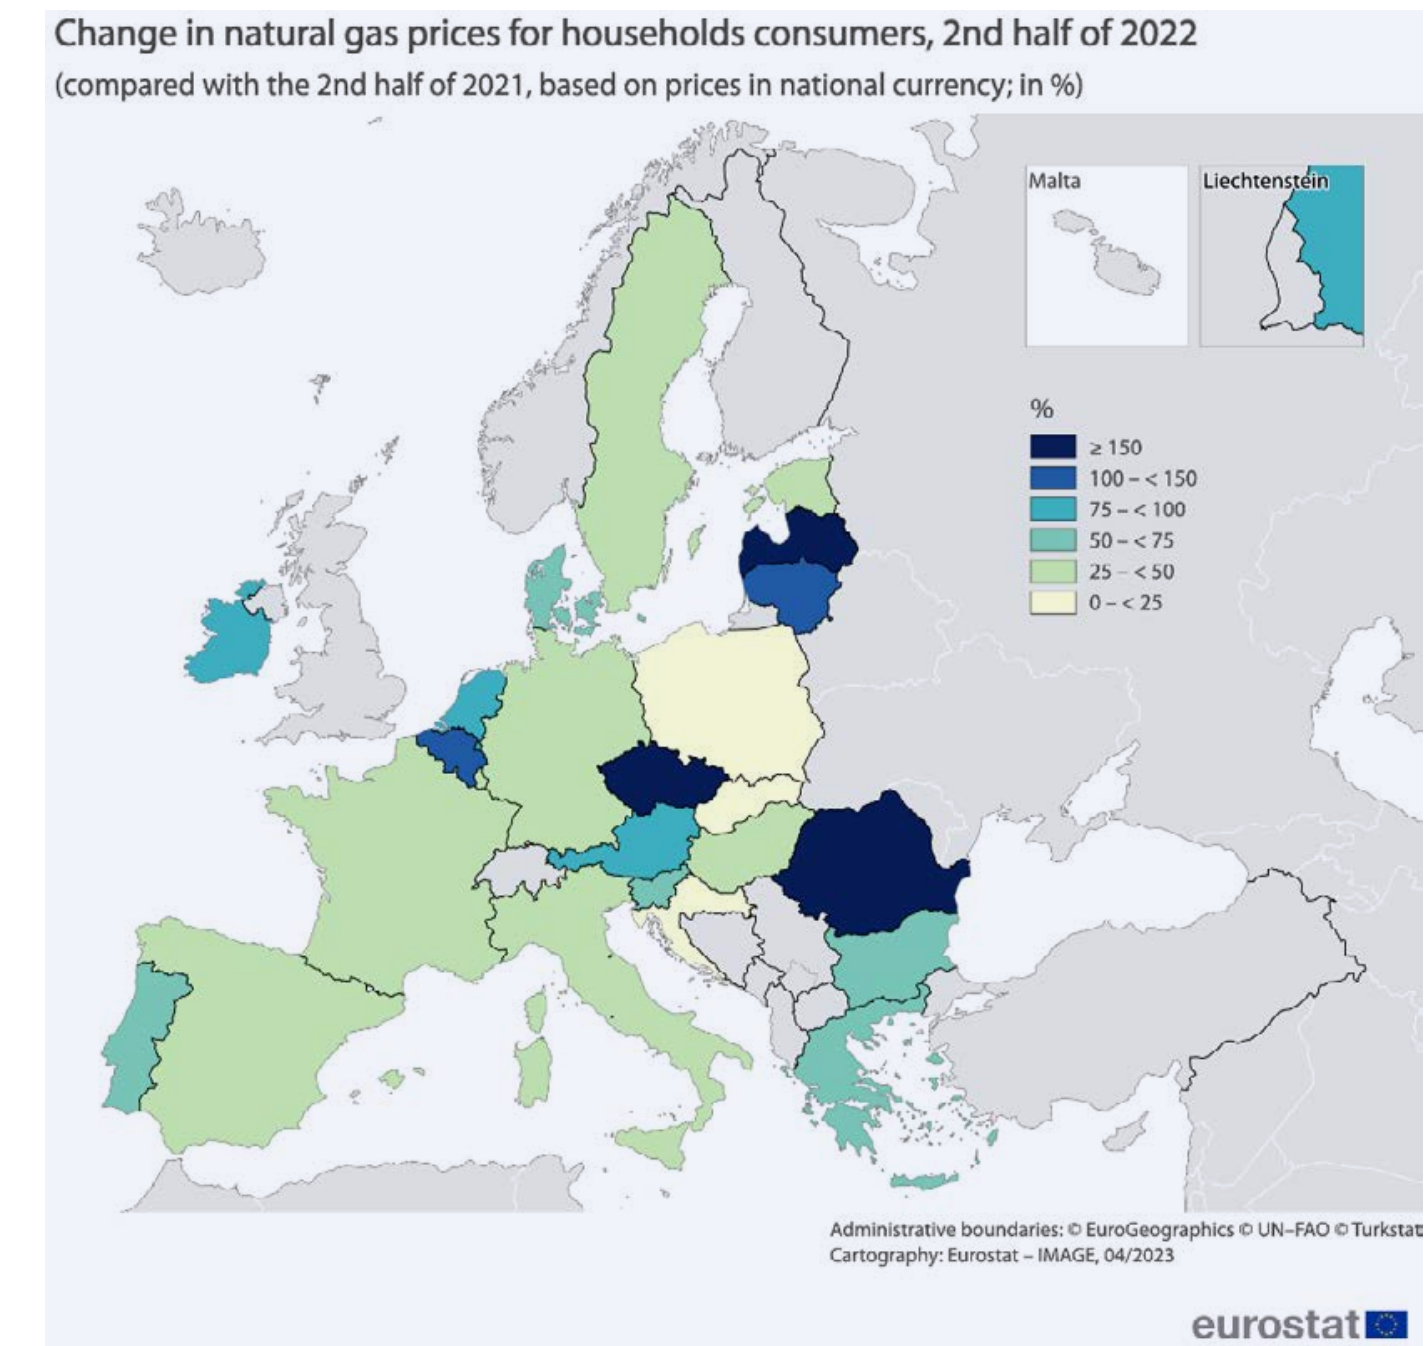 Change in natural gas prices for households consumers, 2nd half of 2022
(compared with the 2nd half of 2021, based on prices in national currency; in %)
Malta
Liechtenstein
%
≥ 150
100 – < 150
75 – < 100
50 – < 75
25 – < 50
0 – < 25
Administrative boundaries: © EuroGeographics © UN–FAO © Turkstat
Cartography: Eurostat – IMAGE, 04/2023
eurostat